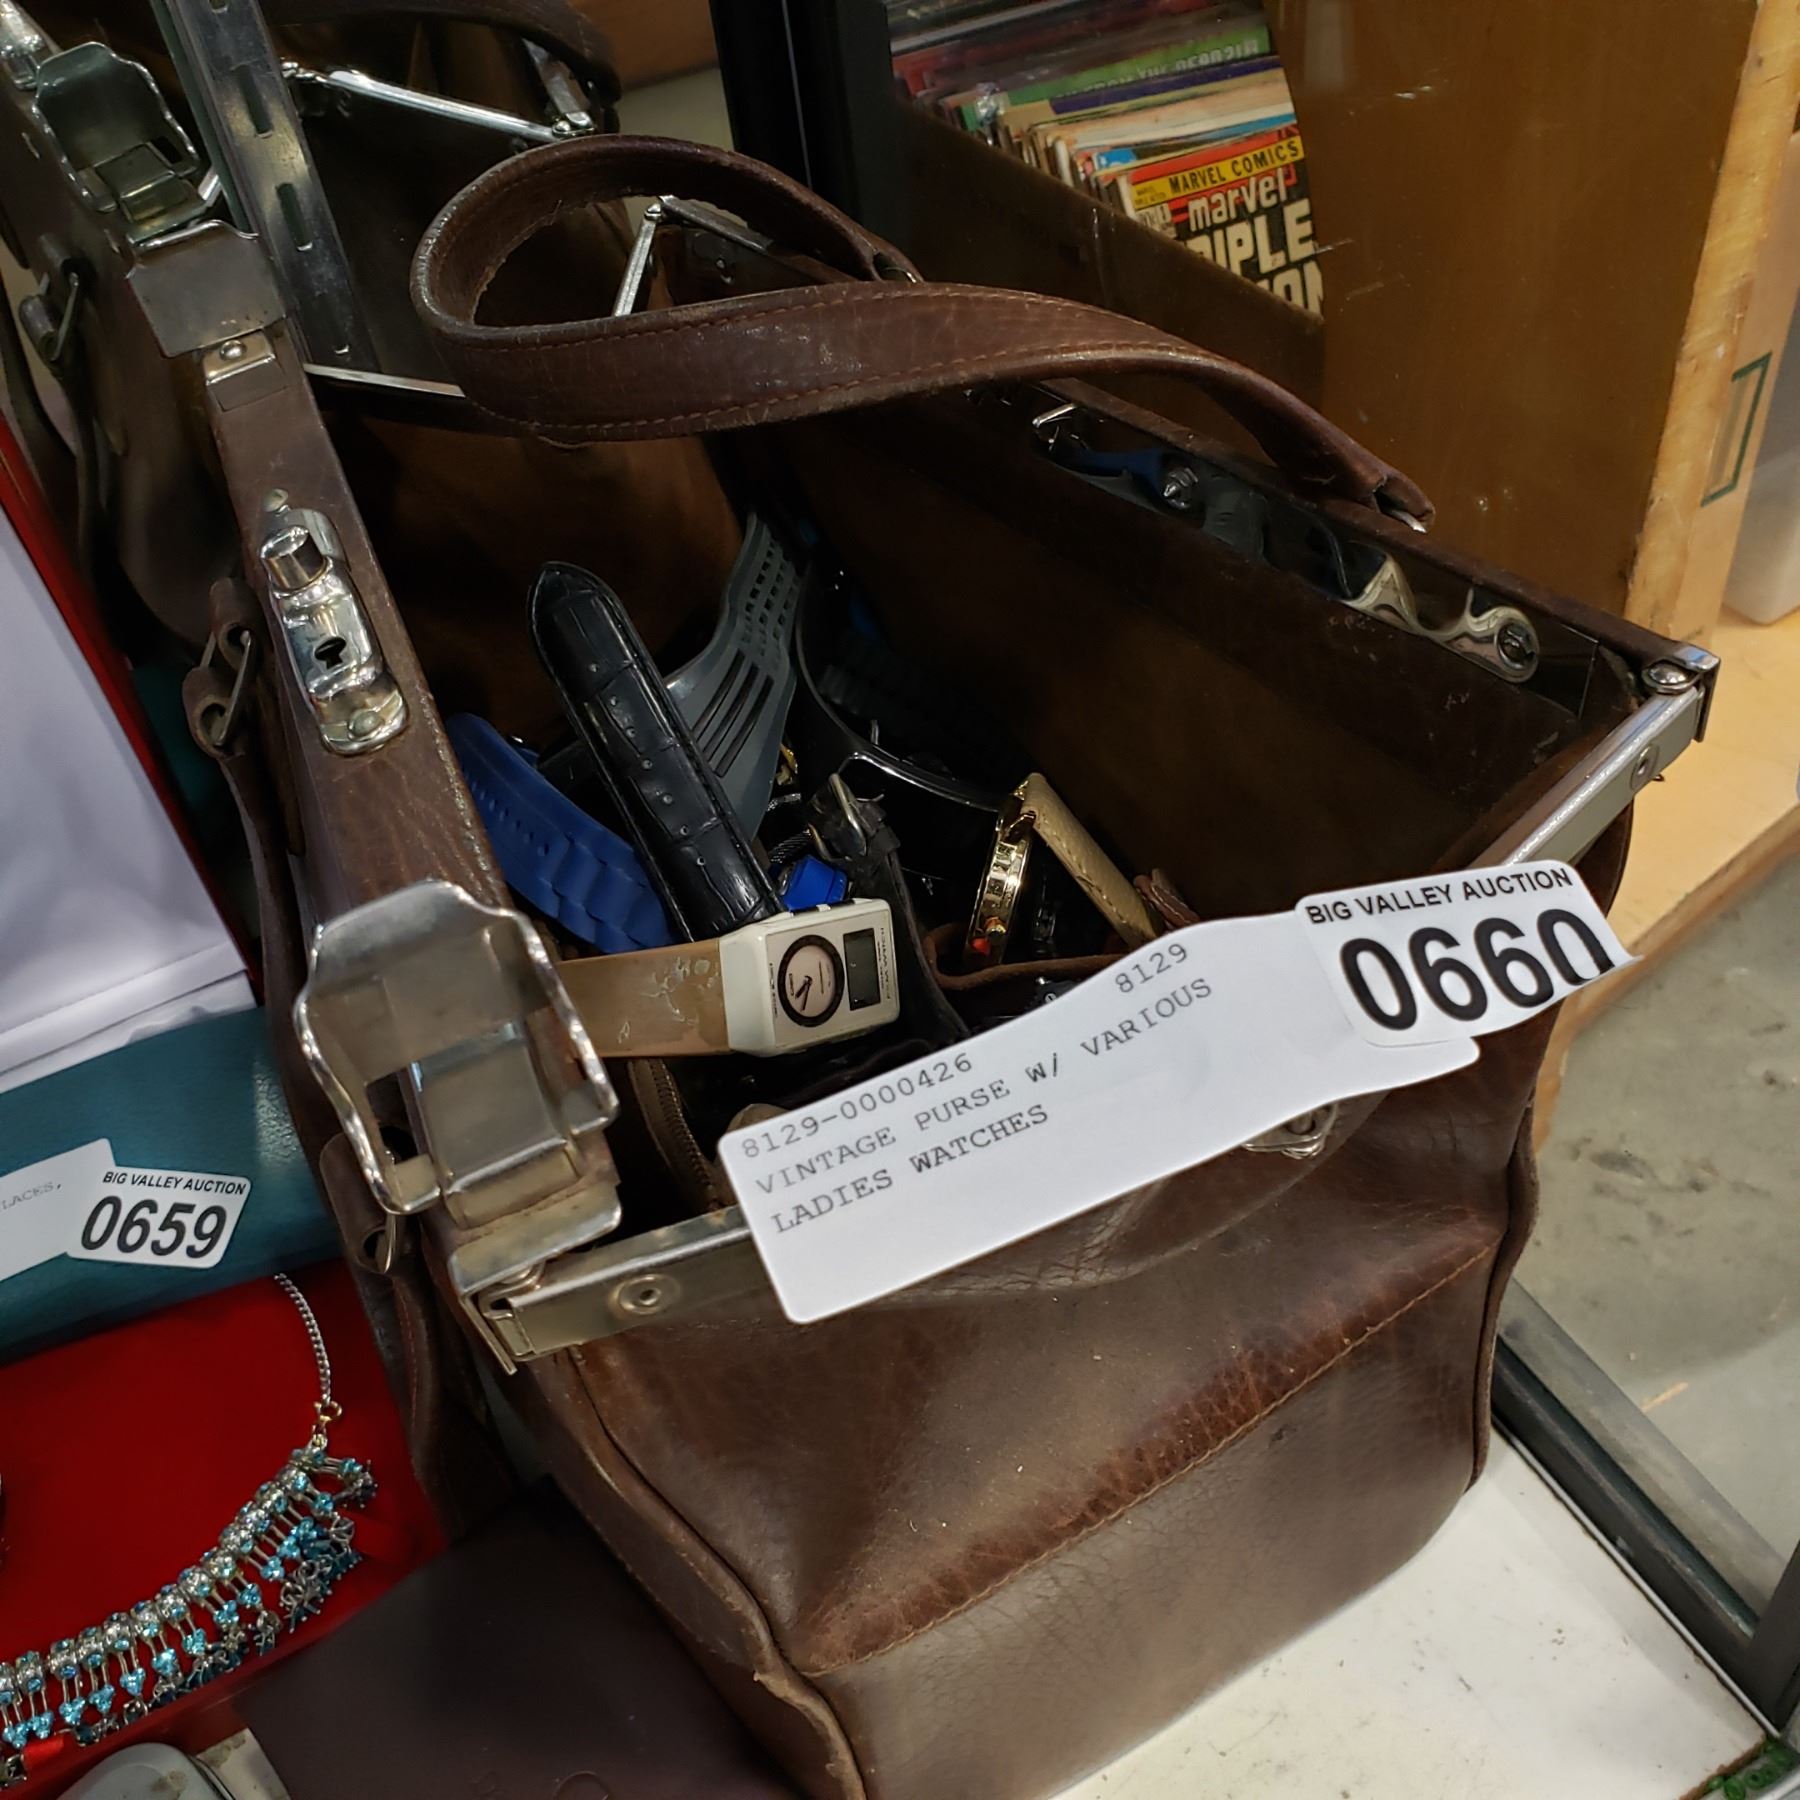 MARVEL COMICS
marvel
BIG VALLEY AUCTION
0660
8129-0000426 8129
VINTAGE PURSE W/ VARIOUS
LADIES WATCHES
LACES,
BIG VALLEY AUCTION
0659